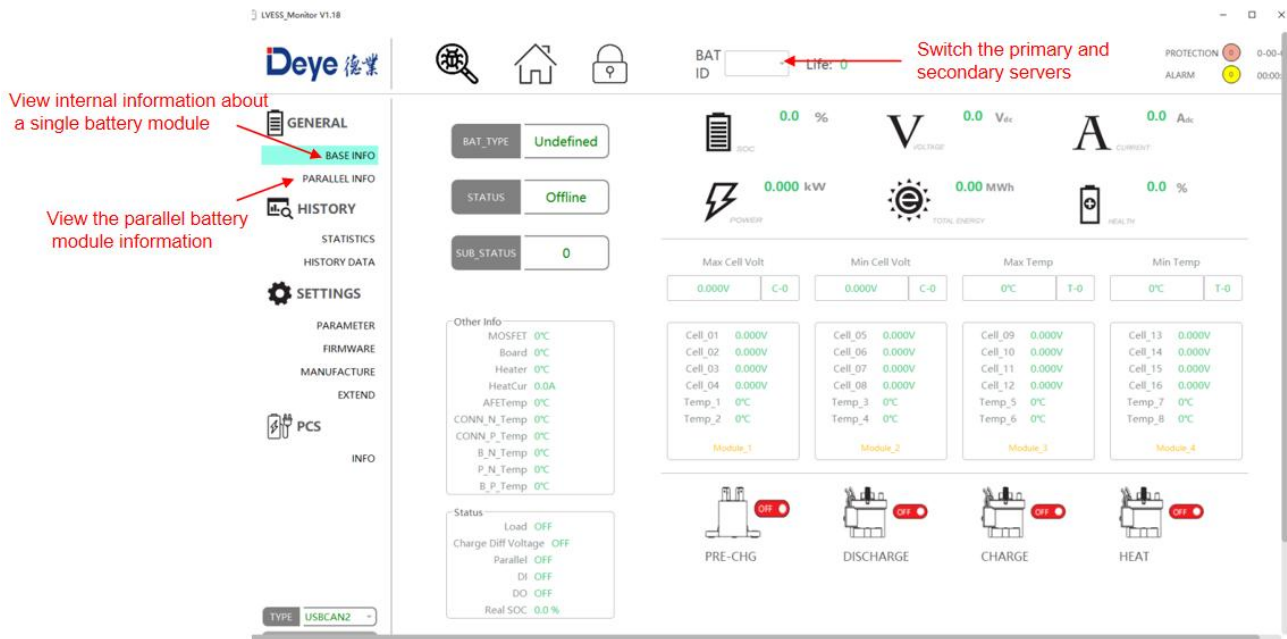 LVESS_Monitor V1.18
Deye 德業
BAT
ID
Life: 0
Switch the primary and
secondary servers
PROTECTION 0 0-00-
ALARM 0 00:00:
View internal information about
a single battery module
View the parallel battery
module information
GENERAL
BASE INFO
PARALLEL INFO
HISTORY
STATISTICS
HISTORY DATA
SETTINGS
PARAMETER
FIRMWARE
MANUFACTURE
EXTEND
PCS
INFO
TYPE USBCAN2
BAT_TYPE Undefined
STATUS Offline
SUB_STATUS 0
Other Info
MOSFET 0℃
Board 0℃
Heater 0℃
HeatCur 0.0A
AFETemp 0℃
CONN_N_Temp 0℃
CONN_P_Temp 0℃
B_N_Temp 0℃
P_N_Temp 0℃
B_P_Temp 0℃
Status
Load OFF
Charge Diff Voltage OFF
Parallel OFF
DI OFF
DO OFF
Real SOC 0.0 %
0.0 %
SOC
V 0.0 Vdc
VOLTAGE
A 0.0 Adc
CURRENT
0.000 kW
POWER
e 0.00 MWh
TOTAL ENERGY
0.0 %
HEALTH
Max Cell Volt Min Cell Volt Max Temp Min Temp
0.000V C-0 0.000V C-0 0℃ T-0 0℃ T-0
Cell_01 0.000V
Cell_02 0.000V
Cell_03 0.000V
Cell_04 0.000V
Temp_1 0℃
Temp_2 0℃
Module_1
Cell_05 0.000V
Cell_06 0.000V
Cell_07 0.000V
Cell_08 0.000V
Temp_3 0℃
Temp_4 0℃
Module_2
Cell_09 0.000V
Cell_10 0.000V
Cell_11 0.000V
Cell_12 0.000V
Temp_5 0℃
Temp_6 0℃
Module_3
Cell_13 0.000V
Cell_14 0.000V
Cell_15 0.000V
Cell_16 0.000V
Temp_7 0℃
Temp_8 0℃
Module_4
OFF OFF OFF OFF
PRE-CHG DISCHARGE CHARGE HEAT